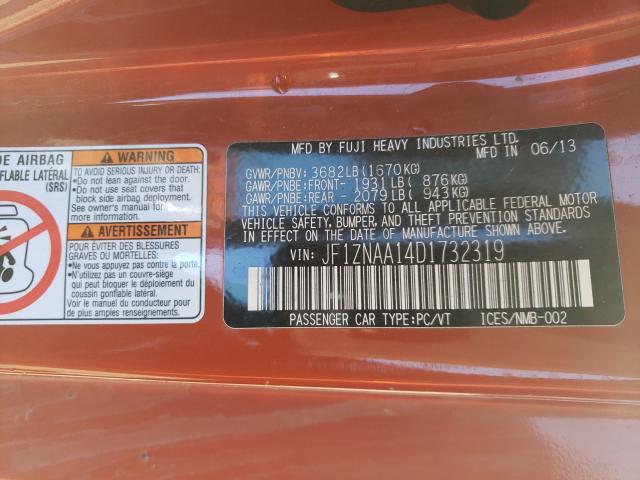 DE AIRBAG
FLABLE LATÉRAL
(SRS)
WARNING
TO AVOID SERIOUS INJURY OR DEATH:
•Do not lean against the door.
•Do not use seat covers that
block side airbag deployment.
See owner's manual for
more information.
AVERTISSEMENT
POUR ÉVITER DES BLESSURES
GRAVES OU MORTELLES:
•Ne vous appuyez pas sur la porte.
•N'utilisez pas un couvre-siège
qui peut bloquer le déploiement du
coussin gonflable latéral.
Voir le manuel du conducteur pour
de plus amples renseignements.
MFD BY FUJI HEAVY INDUSTRIES LTD.
MFD IN 06/13
GVWR/PNBV: 3682LB(1670KG)
GAWR/PNBE:FRONT- 1931LB( 876KG)
GAWR/PNBE:REAR - 2079LB( 943KG)
THIS VEHICLE CONFORMS TO ALL APPLICABLE FEDERAL MOTOR
VEHICLE SAFETY, BUMPER, AND THEFT PREVENTION STANDARDS
IN EFFECT ON THE DATE OF MANUFACTURE SHOWN ABOVE.
VIN: JF1ZNAA14D1732319
PASSENGER CAR TYPE:PC/VT ICES/NMB-002